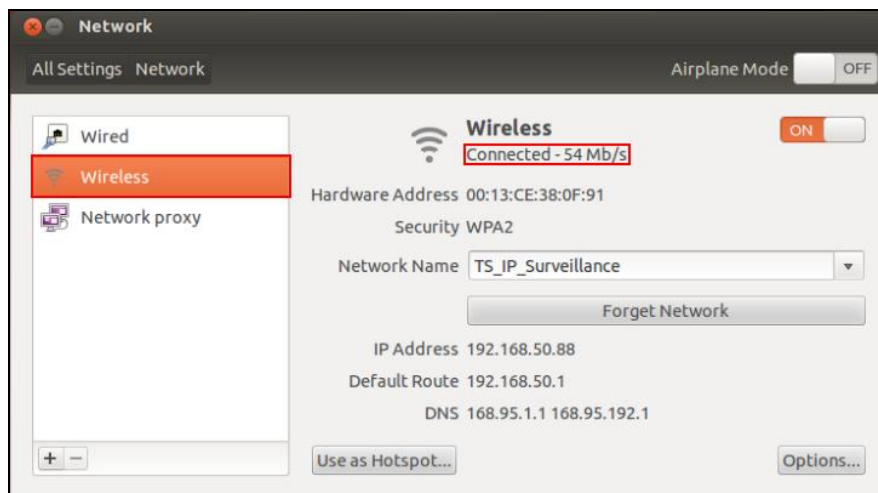 Network
All Settings Network
Airplane Mode OFF
Wired
Wireless
Network proxy
Wireless
ON
Connected - 54 Mb/s
Hardware Address 00:13:CE:38:0F:91
Security WPA2
Network Name TS_IP_Surveillance
Forget Network
IP Address 192.168.50.88
Default Route 192.168.50.1
DNS 168.95.1.1 168.95.192.1
+ −
Use as Hotspot...
Options...